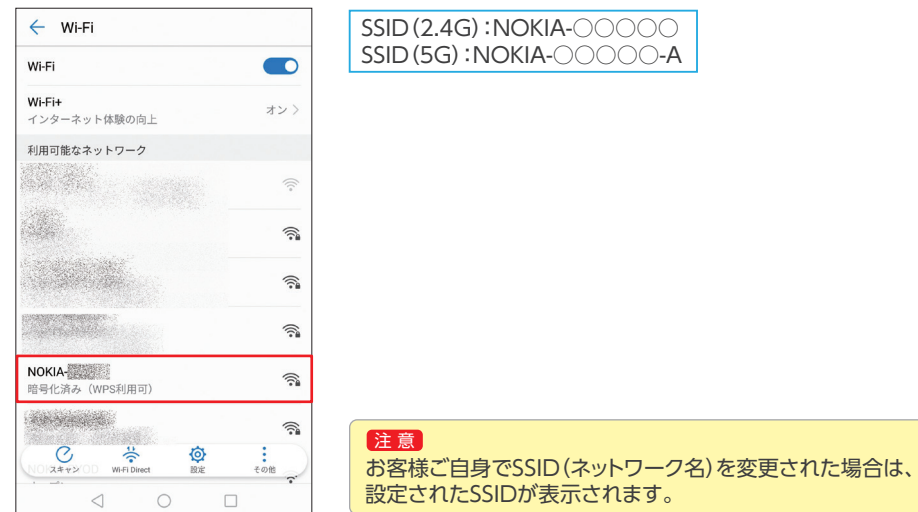 Wi-Fi
Wi-Fi
Wi-Fi+
インターネット体験の向上
オン
利用可能なネットワーク
NOKIA-
暗号化済み（WPS利用可）
スキャン
Wi-Fi Direct
設定
その他
SSID（2.4G）：NOKIA-○○○○○
SSID（5G）：NOKIA-○○○○○-A
注意
お客様ご自身でSSID（ネットワーク名）を変更された場合は、
設定されたSSIDが表示されます。